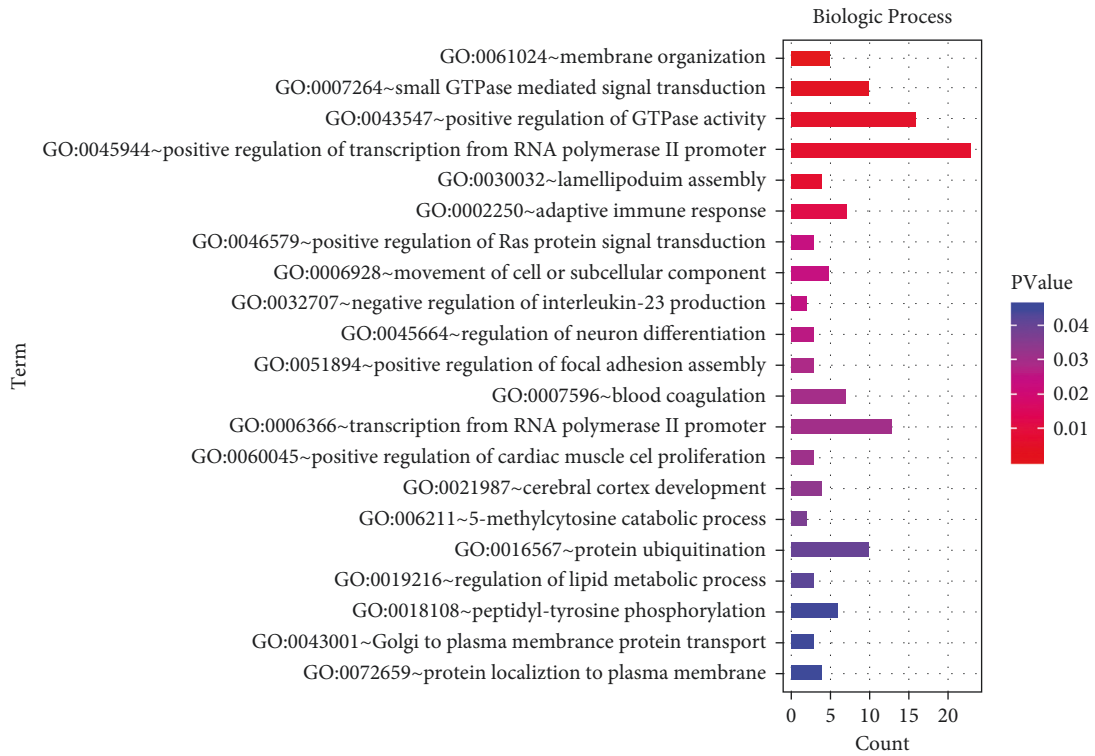 Biologic Process
GO:0061024~membrane organization
GO:0007264~small GTPase mediated signal transduction
GO:0043547~positive regulation of GTPase activity
GO:0045944~positive regulation of transcription from RNA polymerase II promoter
GO:0030032~lamellipoduim assembly
GO:0002250~adaptive immune response
GO:0046579~positive regulation of Ras protein signal transduction
GO:0006928~movement of cell or subcellular component
GO:0032707~negative regulation of interleukin-23 production
GO:0045664~regulation of neuron differentiation
GO:0051894~positive regulation of focal adhesion assembly
GO:0007596~blood coagulation
GO:0006366~transcription from RNA polymerase II promoter
GO:0060045~positive regulation of cardiac muscle cel proliferation
GO:0021987~cerebral cortex development
GO:006211~5-methylcytosine catabolic process
GO:0016567~protein ubiquitination
GO:0019216~regulation of lipid metabolic process
GO:0018108~peptidyl-tyrosine phosphorylation
GO:0043001~Golgi to plasma membrance protein transport
GO:0072659~protein localiztion to plasma membrane
Term
0 5 10 15 20
Count
PValue
0.04
0.03
0.02
0.01